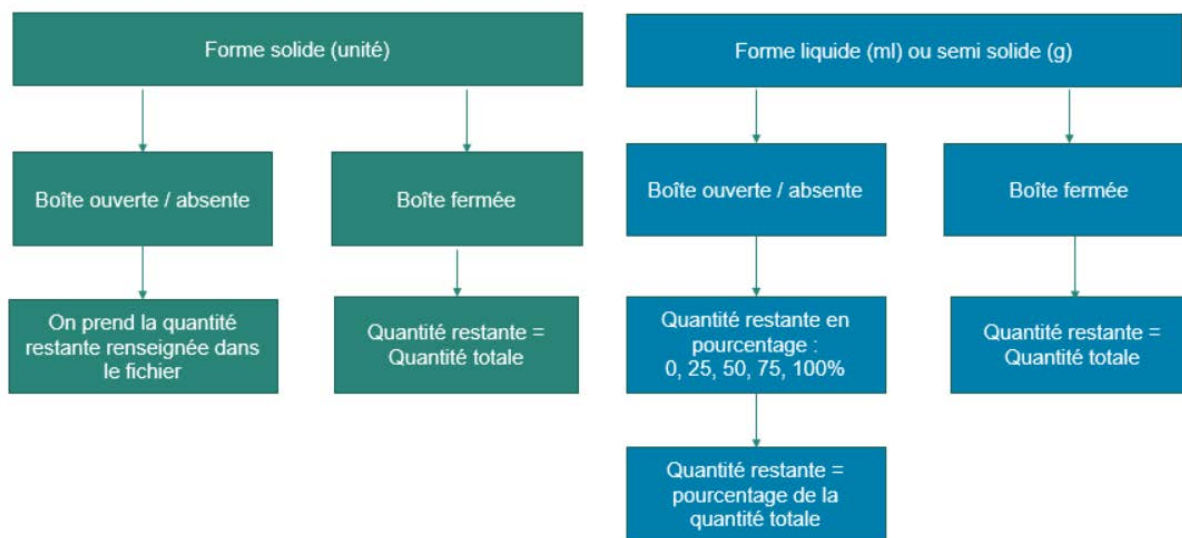 Forme solide (unité)
Boîte ouverte / absente
Boîte fermée
On prend la quantité
restante renseignée dans
le fichier
Quantité restante =
Quantité totale
Forme liquide (ml) ou semi solide (g)
Boîte ouverte / absente
Boîte fermée
Quantité restante en
pourcentage :
0, 25, 50, 75, 100%
Quantité restante =
Quantité totale
Quantité restante =
pourcentage de la
quantité totale